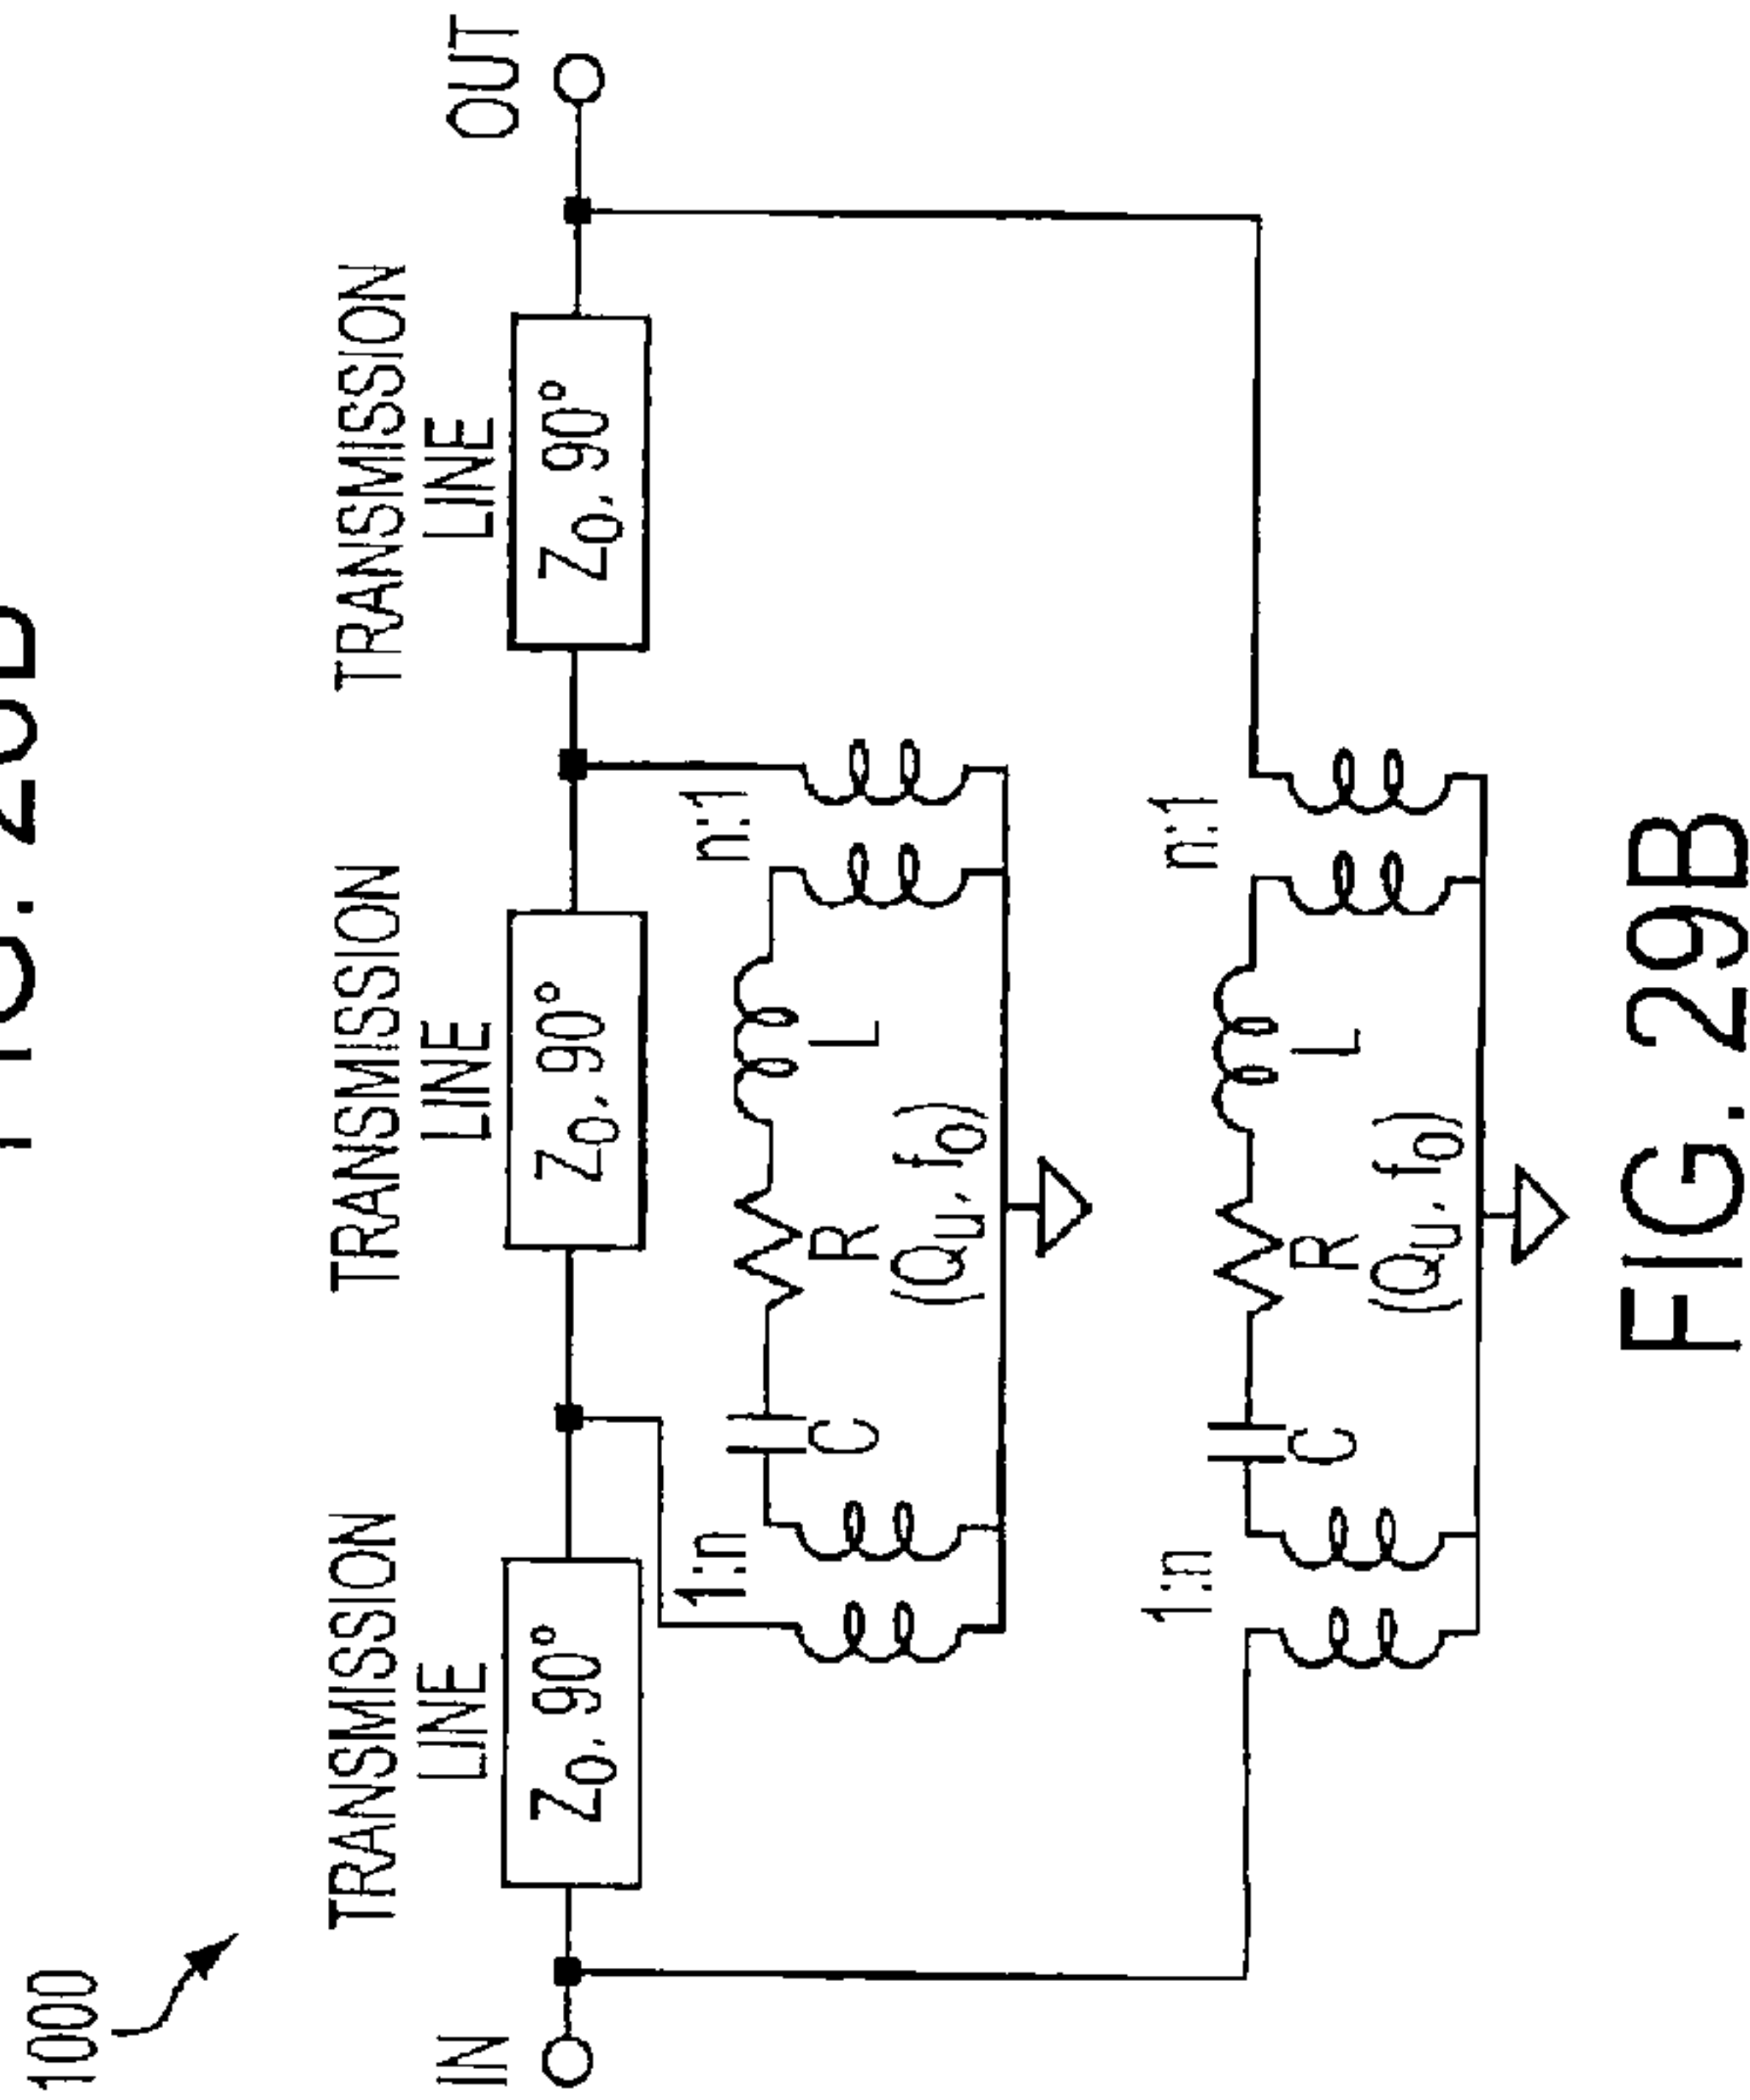 1000
TRANSMISSION
LINE
TRANSMISSION
LINE
TRANSMISSION
LINE
IN
Z0, 90°
Z0, 90°
Z0, 90°
OUT
1:n
C
R
L
n:1
(Qu, f0)
1:n
C
R
L
n:1
(Qu, f0)
FIG. 29B